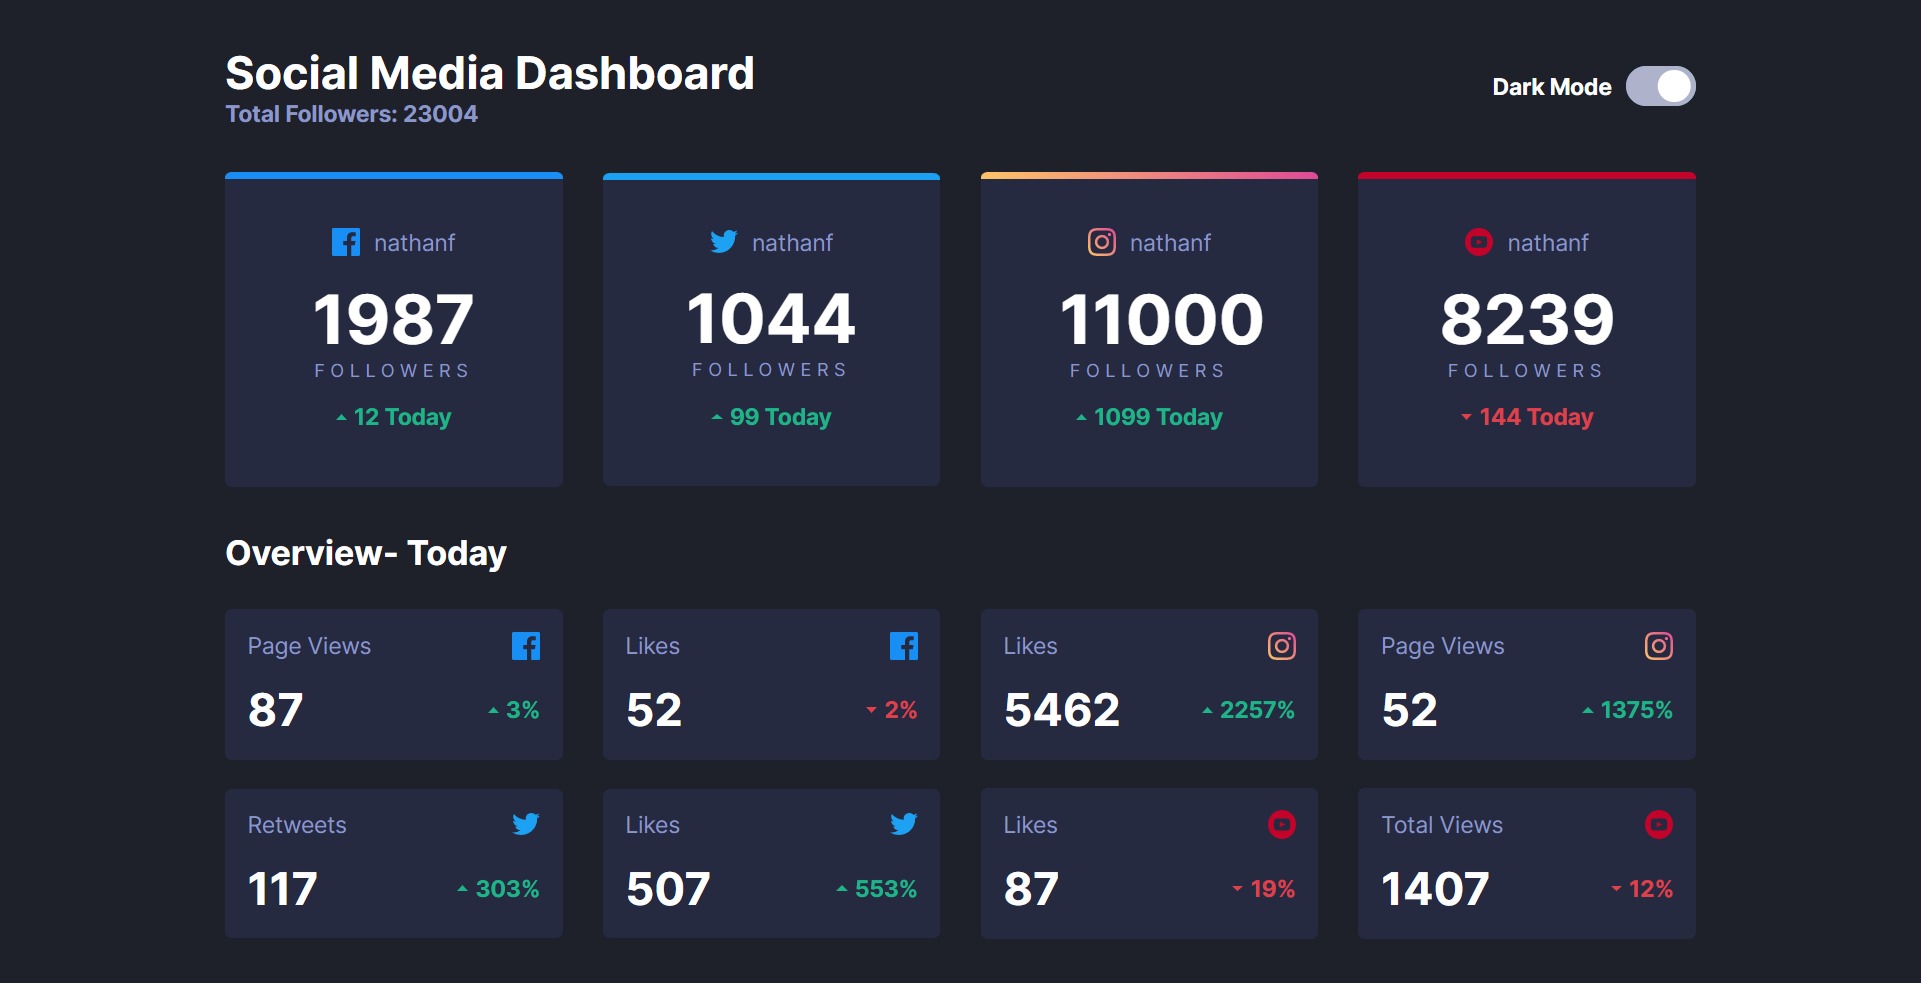 Social Media Dashboard
Total Followers: 23004
Dark Mode
nathanf
1987
FOLLOWERS
12 Today
nathanf
1044
FOLLOWERS
99 Today
nathanf
11000
FOLLOWERS
1099 Today
nathanf
8239
FOLLOWERS
144 Today
Overview- Today
Page Views
87
3%
Likes
52
2%
Likes
5462
2257%
Page Views
52
1375%
Retweets
117
303%
Likes
507
553%
Likes
87
19%
Total Views
1407
12%